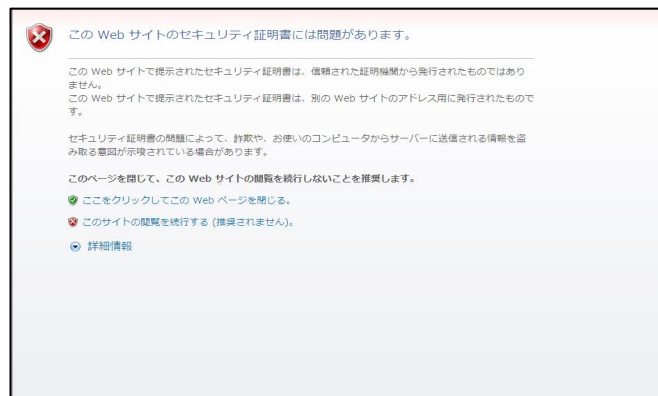 この Web サイトのセキュリティ証明書には問題があります。
この Web サイトで提示されたセキュリティ証明書は、信頼された証明機関から発行されたものではあり
ません。
この Web サイトで提示されたセキュリティ証明書は、別の Web サイトのアドレス用に発行されたもので
す。
セキュリティ証明書の問題によって、詐欺や、お使いのコンピュータからサーバーに送信される情報を盗
み取る意図が示唆されている場合があります。
このページを閉じて、この Web サイトの閲覧を続行しないことを推奨します。
ここをクリックしてこの Web ページを閉じる。
このサイトの閲覧を続行する (推奨されません)。
詳細情報